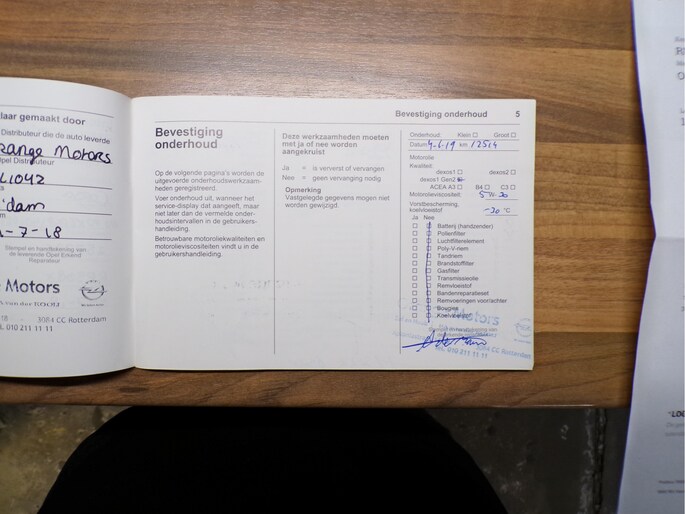 laar gemaakt door
Distributeur die de auto leverde
range Motors
Opel Distributeur
L1042
'dam
-7-18
Stempel en handtekening van
de leverende Opel Erkend
Reparateur
Motors
3084 CC Rotterdam
EL 010 211 11 11
Bevestiging onderhoud 5
Bevestiging
onderhoud
Op de volgende pagina's worden de
uitgevoerde onderhoudswerkzaam-
heden geregistreerd.
Voer onderhoud uit, wanneer het
service-display dat aangeeft, maar
niet later dan de vermelde onder-
houdsintervallen in de gebruikers-
handleiding.
Betrouwbare motoroliekwaliteiten en
motorolieviscositeiten vindt u in de
gebruikershandleiding.
Deze werkzaamheden moeten
met ja of nee worden
aangekruist
Ja = is ververst of vervangen
Nee = geen vervanging nodig
Opmerking
Vastgelegde gegevens mogen niet
worden gewijzigd.
Onderhoud: Klein Groot
Datum 4.6.19 km 12514
Motorolie
Kwaliteit:
dexos1 dexos2
dexos1 Gen2
ACEA A3 B4 C3
Motorolieviscositeit: 5W30
Vorstbescherming,
koelvloeistof -30 °C
Ja Nee
Batterij (handzender)
Pollenfilter
Luchtfilterelement
Poly-V-riem
Tandriem
Brandstoffilter
Gasfilter
Transmissieolie
Remvloeistof
Bandenreparatieset
Remvoeringen voor/achter
Bougies
Koelvloeistof
Motors
3084 CC Rotterdam
TEL. 010 211 11 11